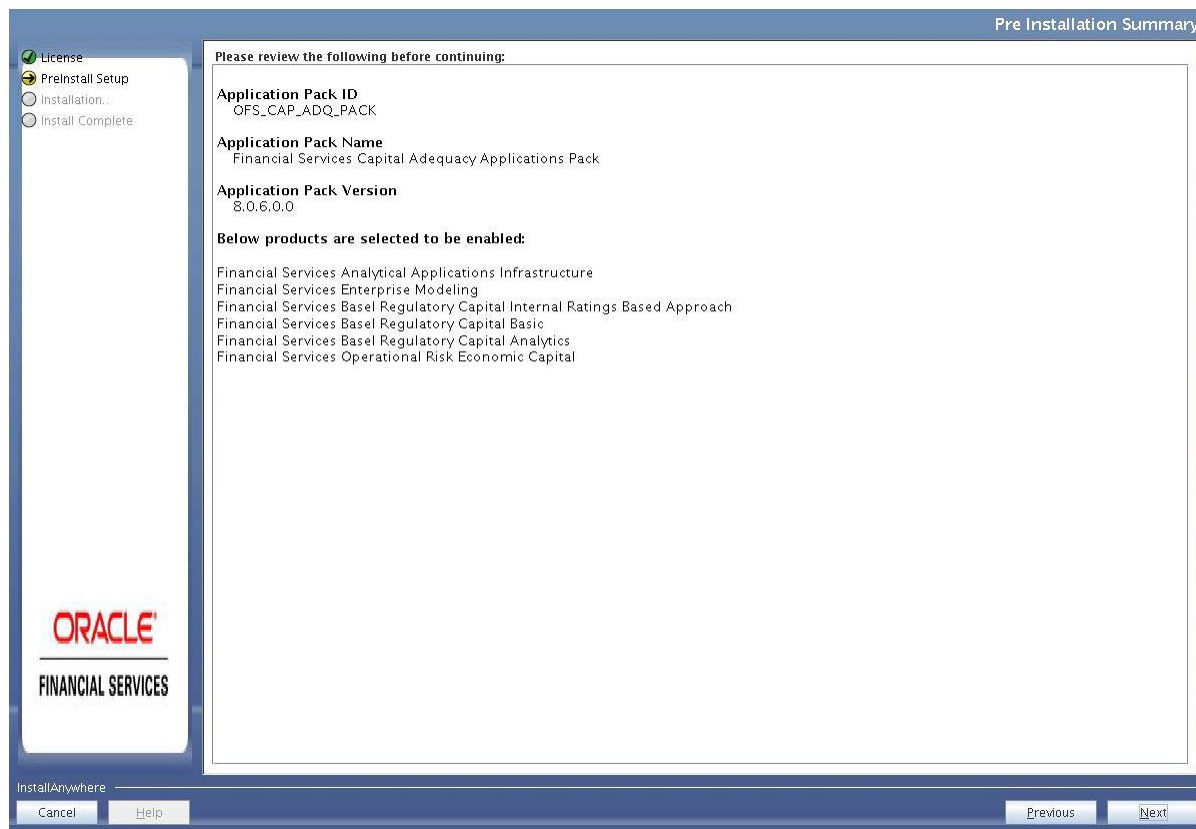 Pre Installation Summary
License
PreInstall Setup
Installation..
Install Complete
Please review the following before continuing:
Application Pack ID
OFS_CAP_ADQ_PACK
Application Pack Name
Financial Services Capital Adequacy Applications Pack
Application Pack Version
8.0.6.0.0
Below products are selected to be enabled:
Financial Services Analytical Applications Infrastructure
Financial Services Enterprise Modeling
Financial Services Basel Regulatory Capital Internal Ratings Based Approach
Financial Services Basel Regulatory Capital Basic
Financial Services Basel Regulatory Capital Analytics
Financial Services Operational Risk Economic Capital
ORACLE
FINANCIAL SERVICES
InstallAnywhere
Cancel
Help
Previous
Next